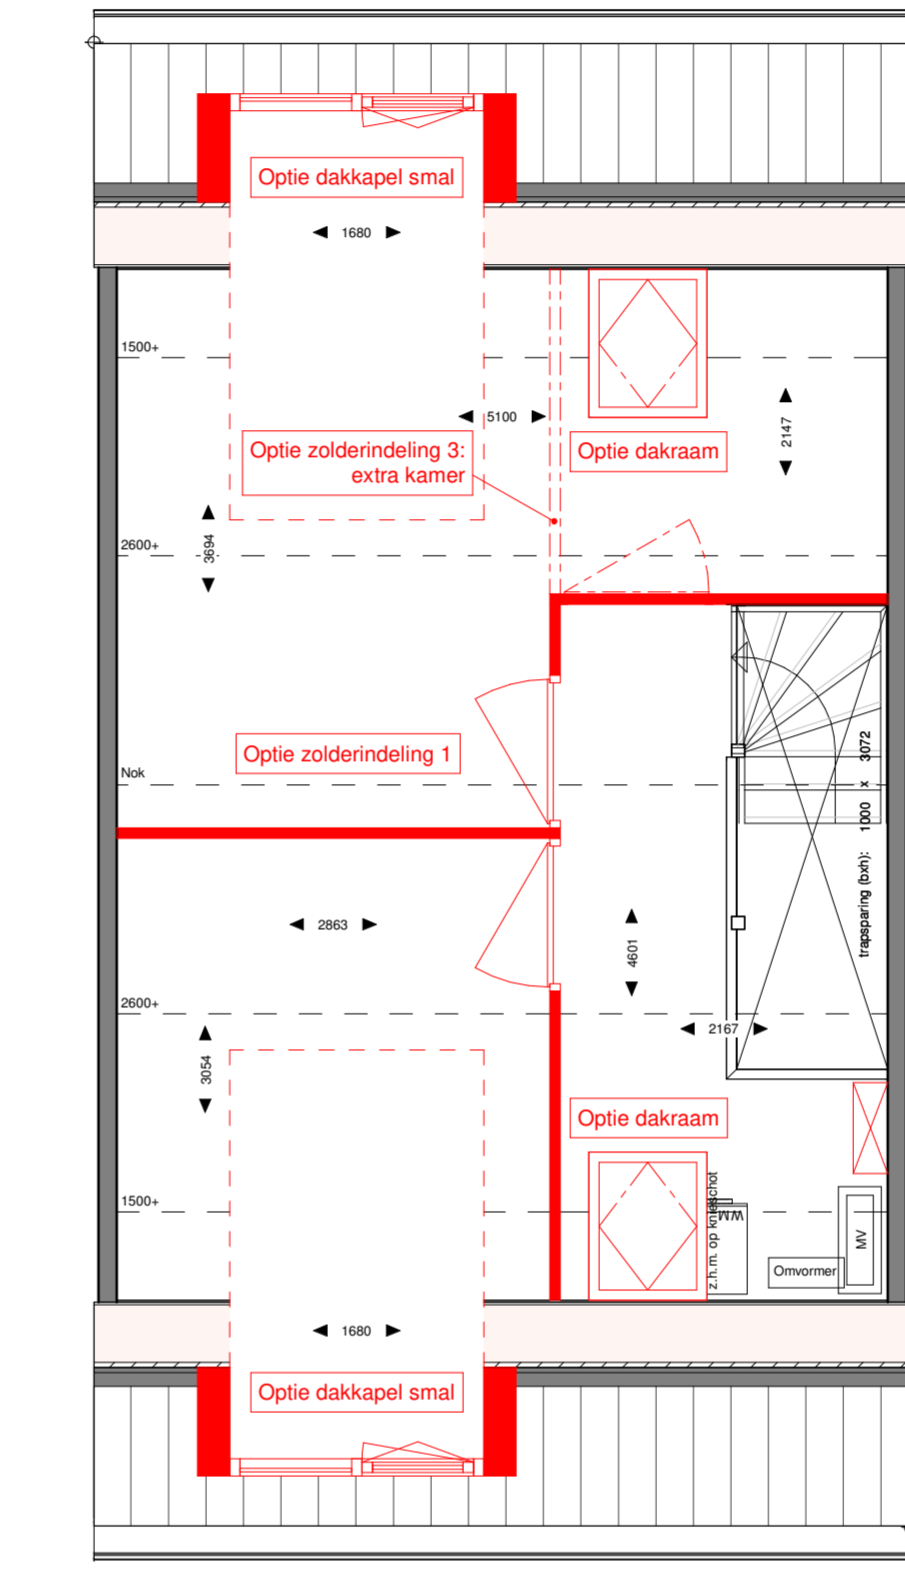 Optie dakkapel smal
1680
1500+
5100
2147
Optie zolderindeling 3:
extra kamer
Optie dakraam
2600+
3694
Optie zolderindeling 1
Nok
trapsparing (bxh): 1000 x 3072
2863
4601
2600+
2167
3054
Optie dakraam
1500+
z.h.m. op knieschot
WM
MV
Omvormer
1680
Optie dakkapel smal